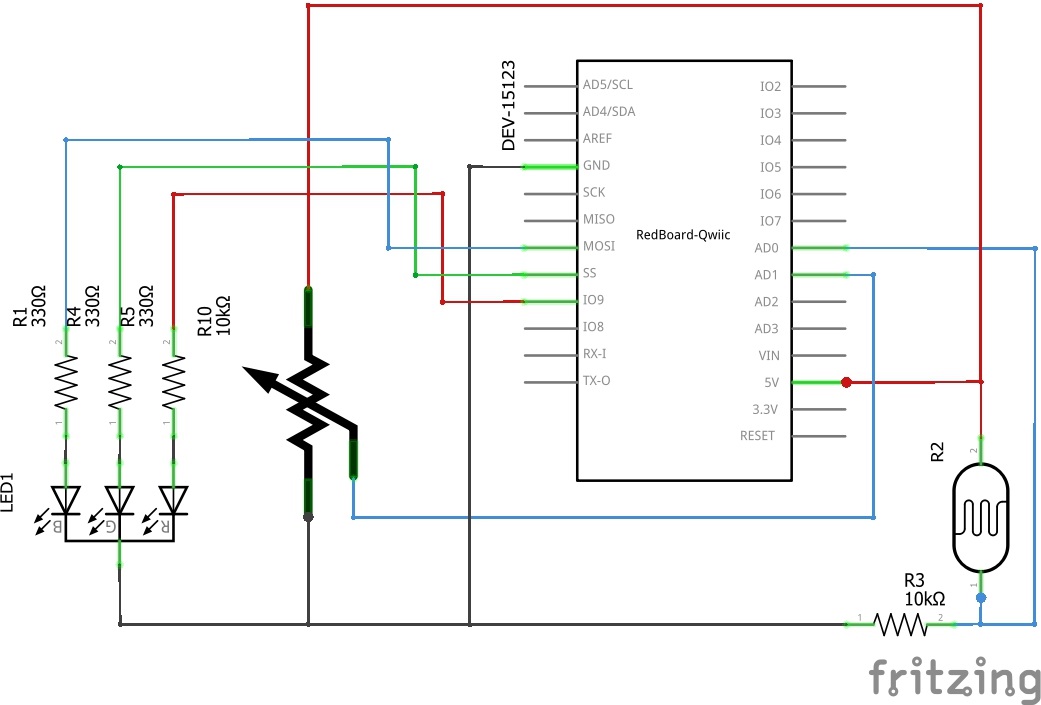 DEV-15123
AD5/SCL
AD4/SDA
AREF
GND
SCK
MISO
MOSI
SS
IO9
IO8
RX-I
TX-O
RedBoard-Qwiic
IO2
IO3
IO4
IO5
IO6
IO7
AD0
AD1
AD2
AD3
VIN
5V
3.3V
RESET
R1
330Ω
2
1
R4
330Ω
2
1
R5
330Ω
2
1
R10
10kΩ
LED1
B
G
R
R2
2
1
R3
10kΩ
1
2
fritzing